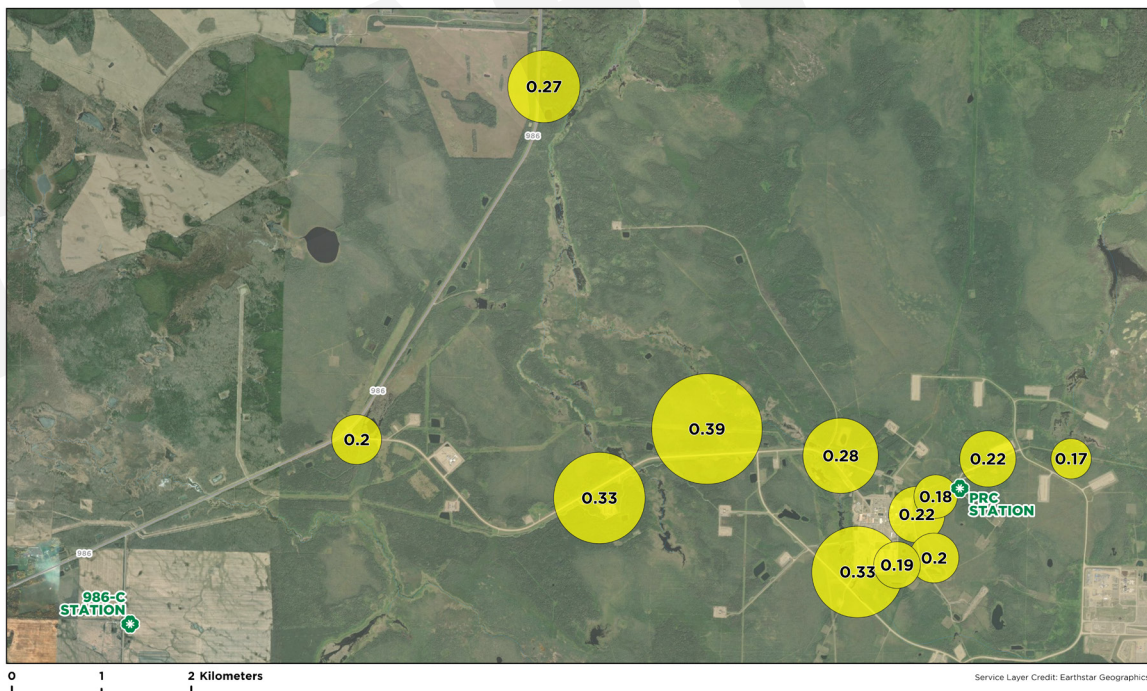 0.27
986
986
0.39
0.2
0.28
0.22
0.17
0.33
0.18
PRC
STATION
0.22
0.33
0.19
0.2
986
986-C
STATION
0
1
2 Kilometers
Service Layer Credit: Earthstar Geographic